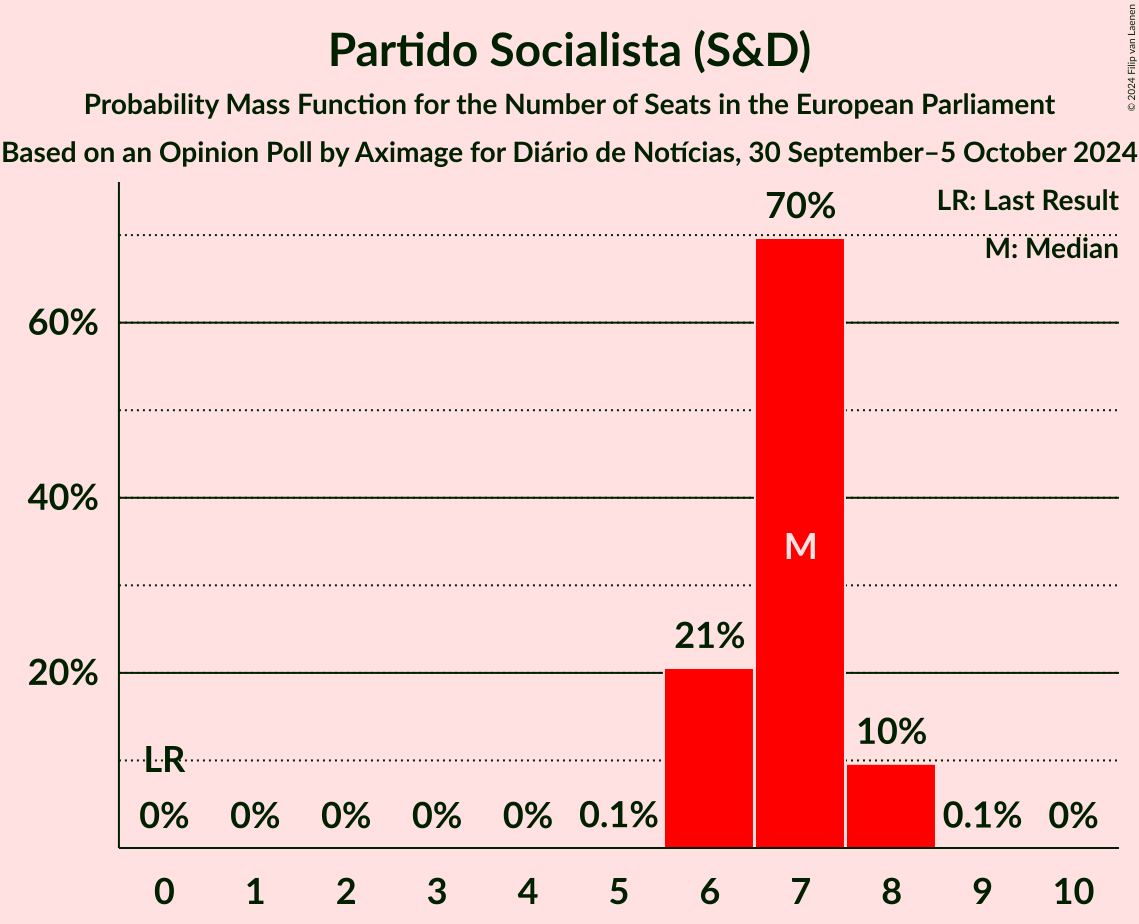 Partido Socialista (S&D)
Probability Mass Function for the Number of Seats in the European Parliament
Based on an Opinion Poll by Aximage for Diário de Notícias, 30 September–5 October 2024
© 2024 Filip van Laenen
LR: Last Result
M: Median
70%
60%
40%
M
21%
20%
10%
LR
0% 0% 0% 0% 0% 0.1% 0.1% 0%
0 1 2 3 4 5 6 7 8 9 10